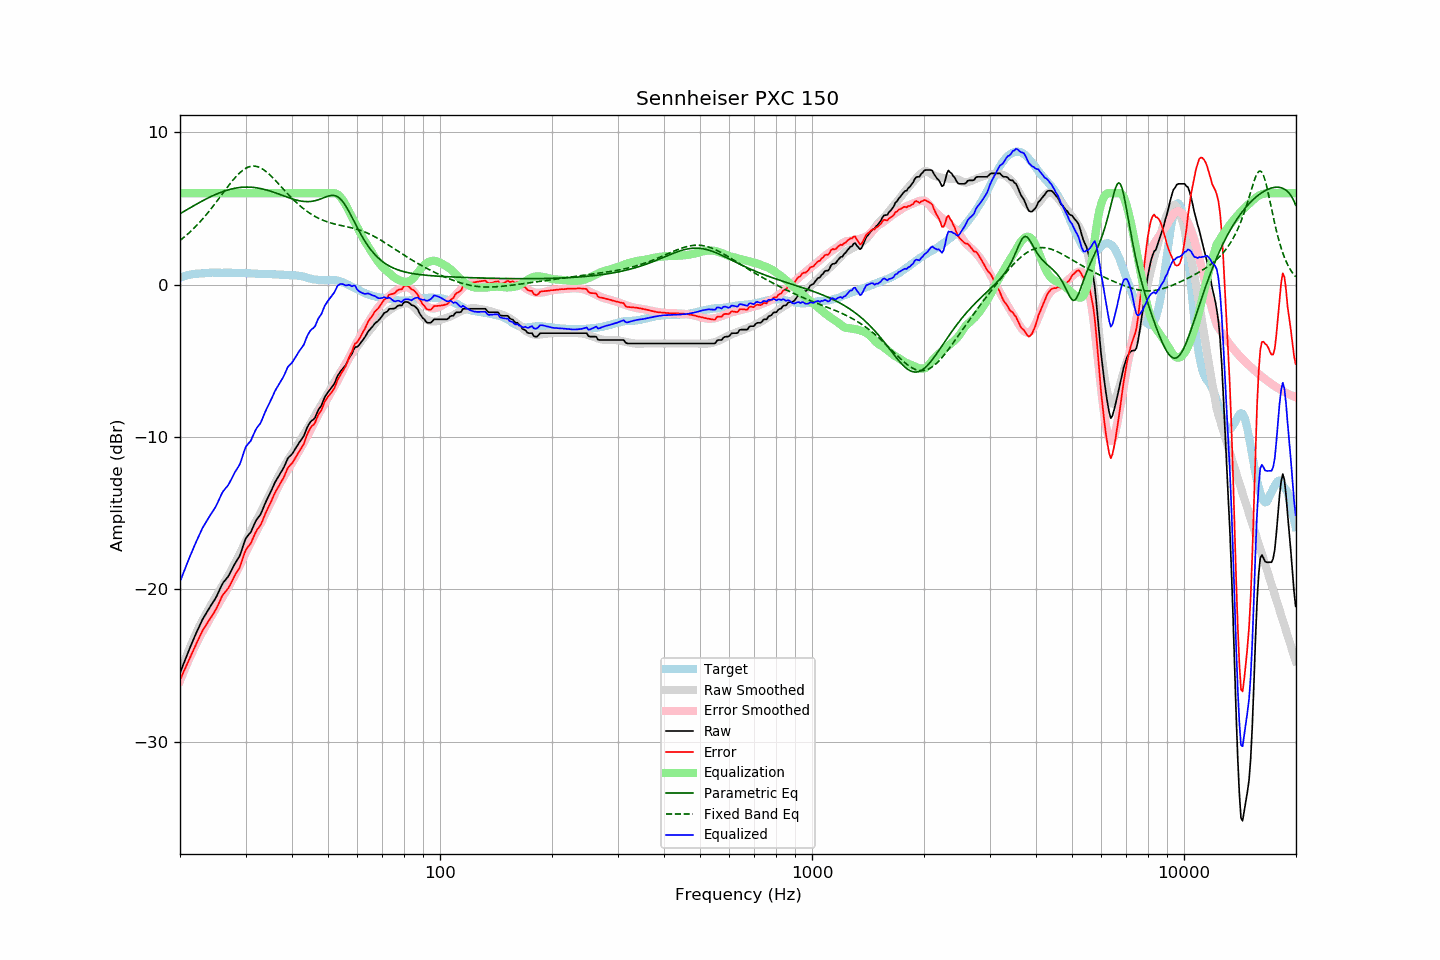 Sennheiser PXC 150
10
0
−10
−20
−30
Amplitude (dBr)
Target
Raw Smoothed
Error Smoothed
Raw
Error
Equalization
Parametric Eq
Fixed Band Eq
Equalized
100
1000
10000
Frequency (Hz)